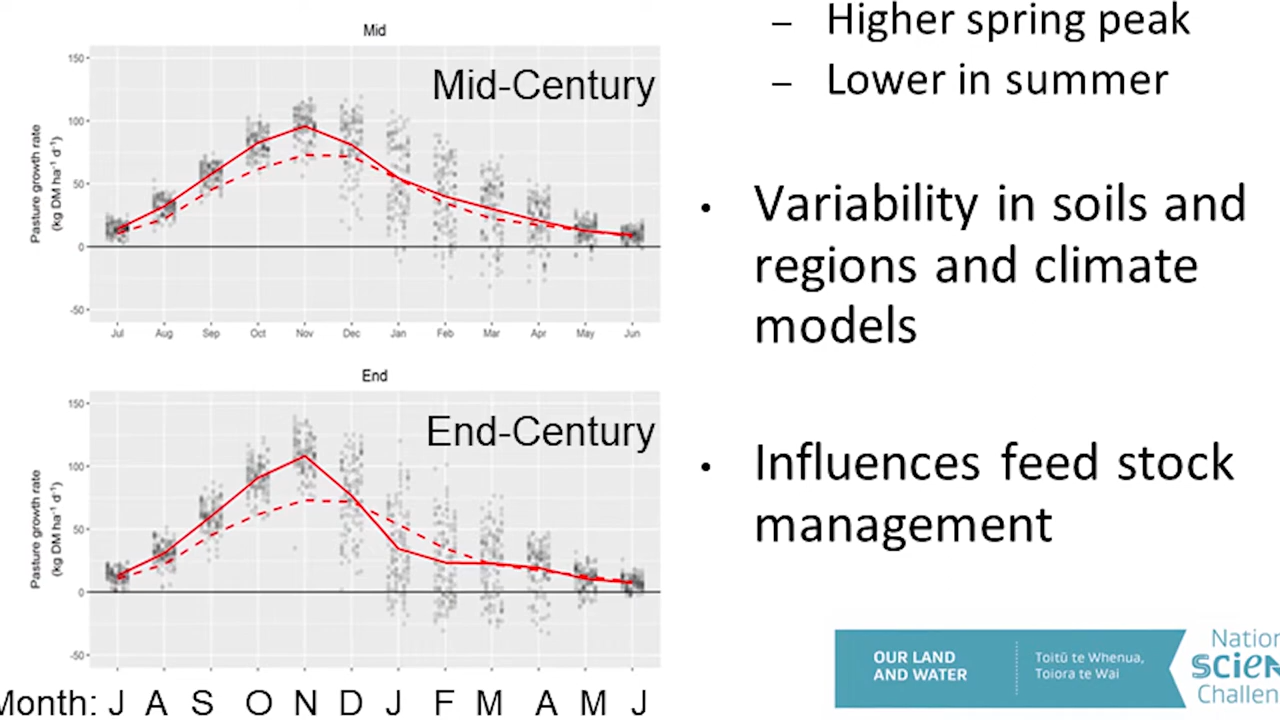 Mid
Mid-Century
Pasture growth rate
(kg DM ha⁻¹ d⁻¹)
150
100
50
0
-50
Jul Aug Sep Oct Nov Dec Jan Feb Mar Apr May Jun
End
End-Century
Pasture growth rate
(kg DM ha⁻¹ d⁻¹)
150
100
50
0
-50
Month: J A S O N D J F M A M J
– Higher spring peak
– Lower in summer
• Variability in soils and
regions and climate
models
• Influences feed stock
management
OUR LAND
AND WATER
Toitū te Whenua,
Toiora te Wai
Nation
SCIEN
Challen